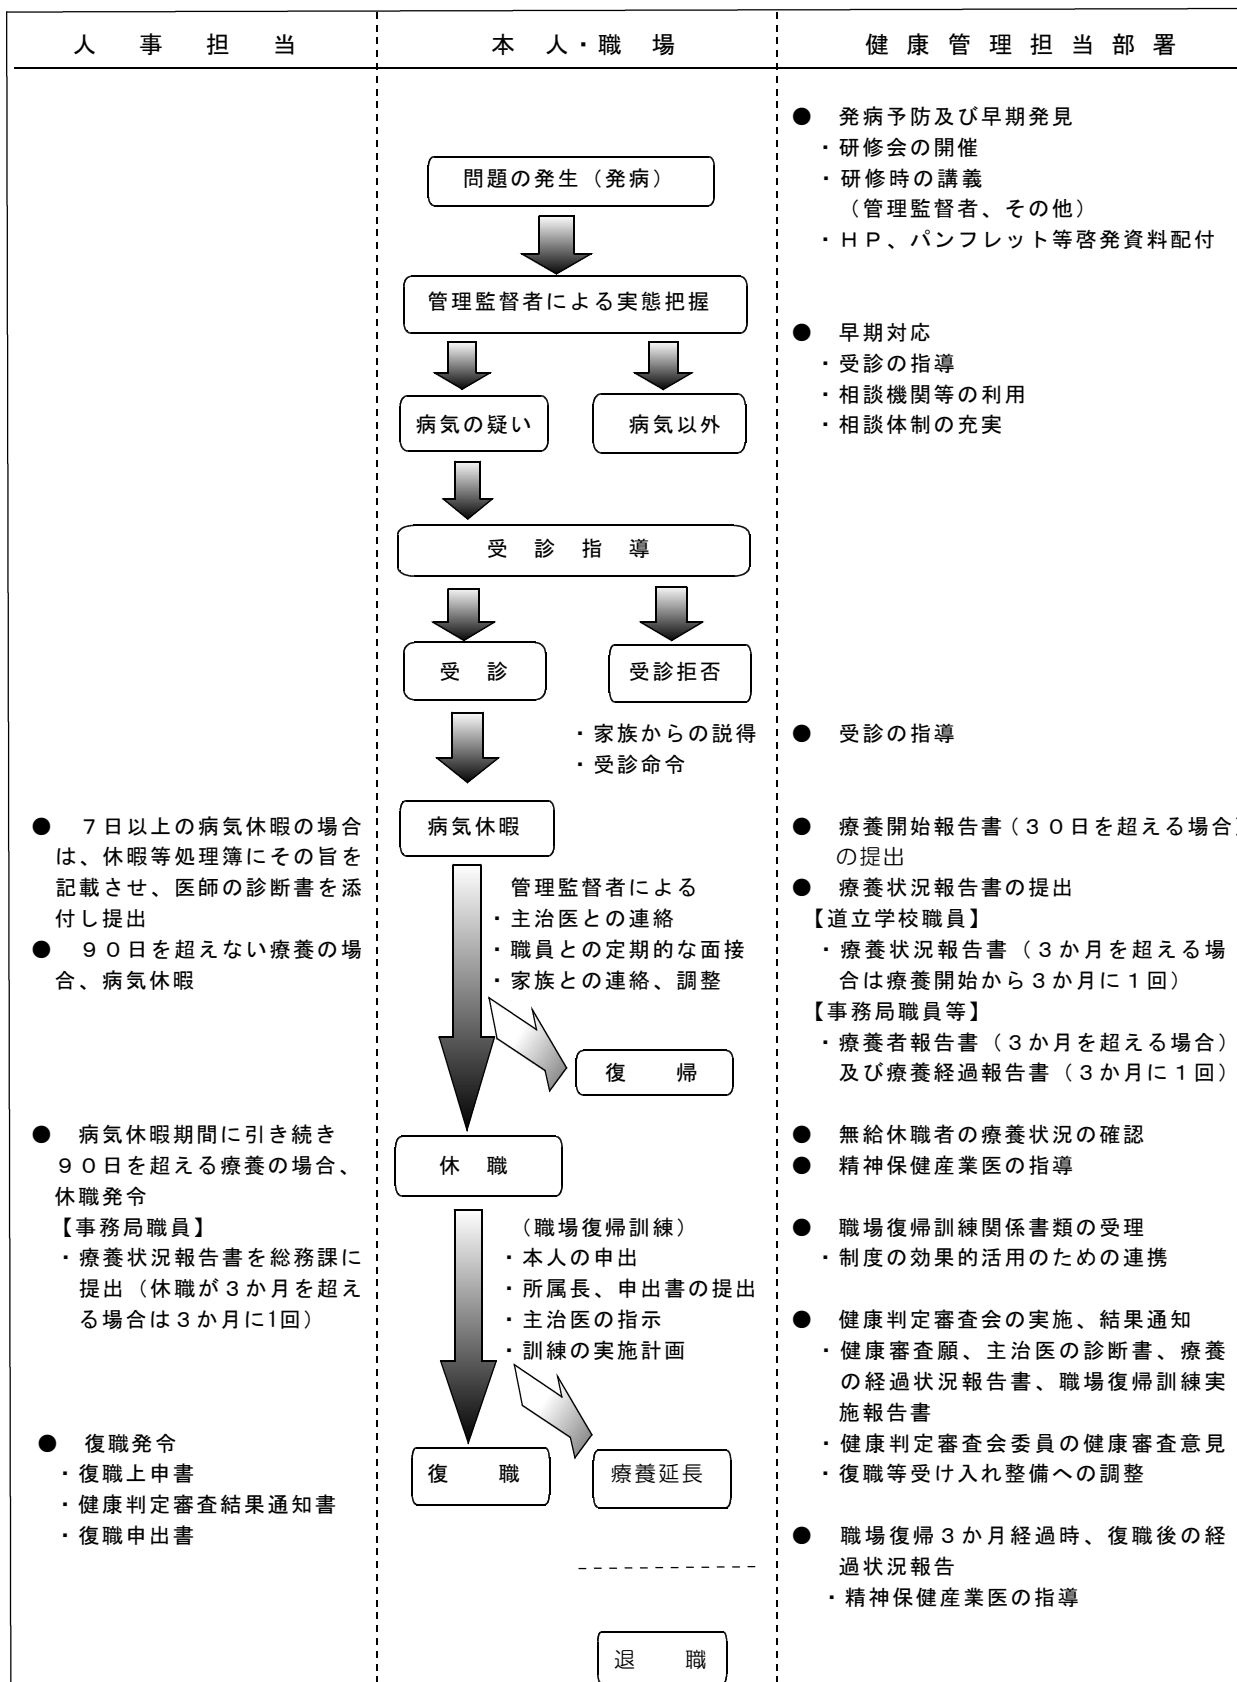 人事担当
本人・職場
健康管理担当部署
● 発病予防及び早期発見
・研修会の開催
・研修時の講義
（管理監督者、その他）
・ＨＰ、パンフレット等啓発資料配付
問題の発生（発病）
管理監督者による実態把握
● 早期対応
・受診の指導
・相談機関等の利用
・相談体制の充実
病気の疑い
病気以外
受診指導
受診
受診拒否
・家族からの説得
・受診命令
● 受診の指導
病気休暇
● ７日以上の病気休暇の場合
は、休暇等処理簿にその旨を
記載させ、医師の診断書を添
付し提出
● ９０日を超えない療養の場
合、病気休暇
管理監督者による
・主治医との連絡
・職員との定期的な面接
・家族との連絡、調整
● 療養開始報告書（３０日を超える場合）
の提出
● 療養状況報告書の提出
【道立学校職員】
・療養状況報告書（３か月を超える場
合は療養開始から３か月に１回）
【事務局職員等】
・療養者報告書（３か月を超える場合）
及び療養経過報告書（３か月に１回）
復帰
● 病気休暇期間に引き続き
９０日を超える療養の場合、
休職発令
【事務局職員】
・療養状況報告書を総務課に
提出（休職が３か月を超え
る場合は３か月に1回）
休職
（職場復帰訓練）
・本人の申出
・所属長、申出書の提出
・主治医の指示
・訓練の実施計画
● 無給休職者の療養状況の確認
● 精神保健産業医の指導
● 職場復帰訓練関係書類の受理
・制度の効果的活用のための連携
● 健康判定審査会の実施、結果通知
・健康審査願、主治医の診断書、療養
の経過状況報告書、職場復帰訓練実
施報告書
・健康判定審査会委員の健康審査意見
・復職等受け入れ整備への調整
● 復職発令
・復職上申書
・健康判定審査結果通知書
・復職申出書
復職
療養延長
● 職場復帰３か月経過時、復職後の経
過状況報告
・精神保健産業医の指導
退職